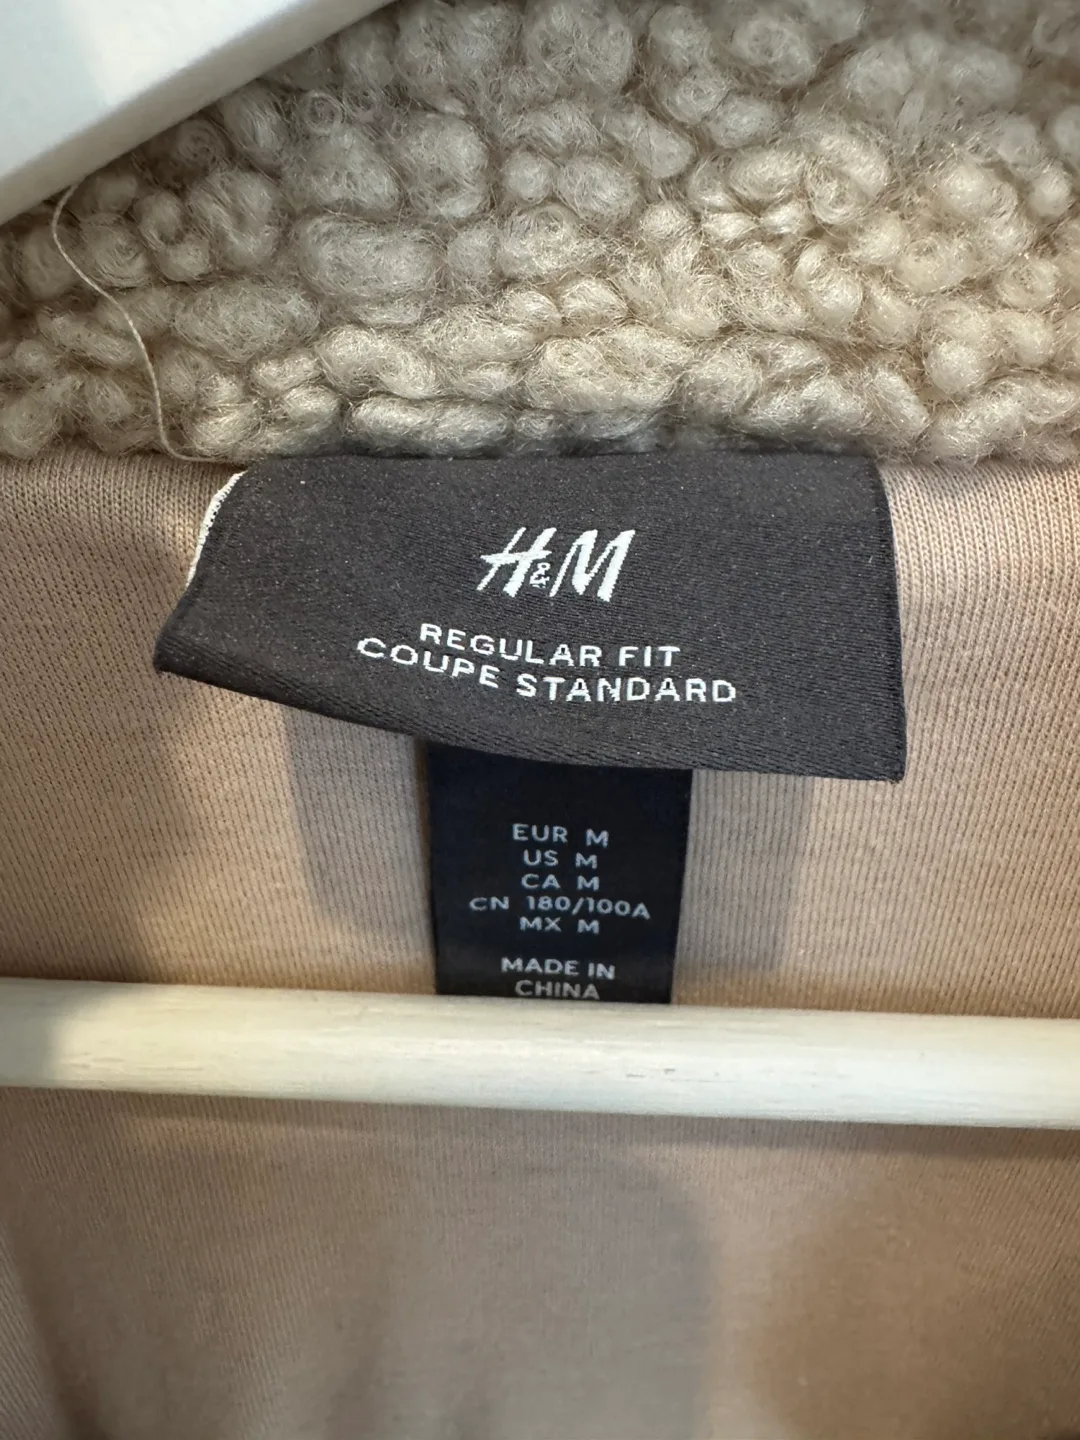 H&M
REGULAR FIT
COUPE STANDARD
EUR M
US M
CA M
CN 180/100A
MX M
MADE IN
CHINA